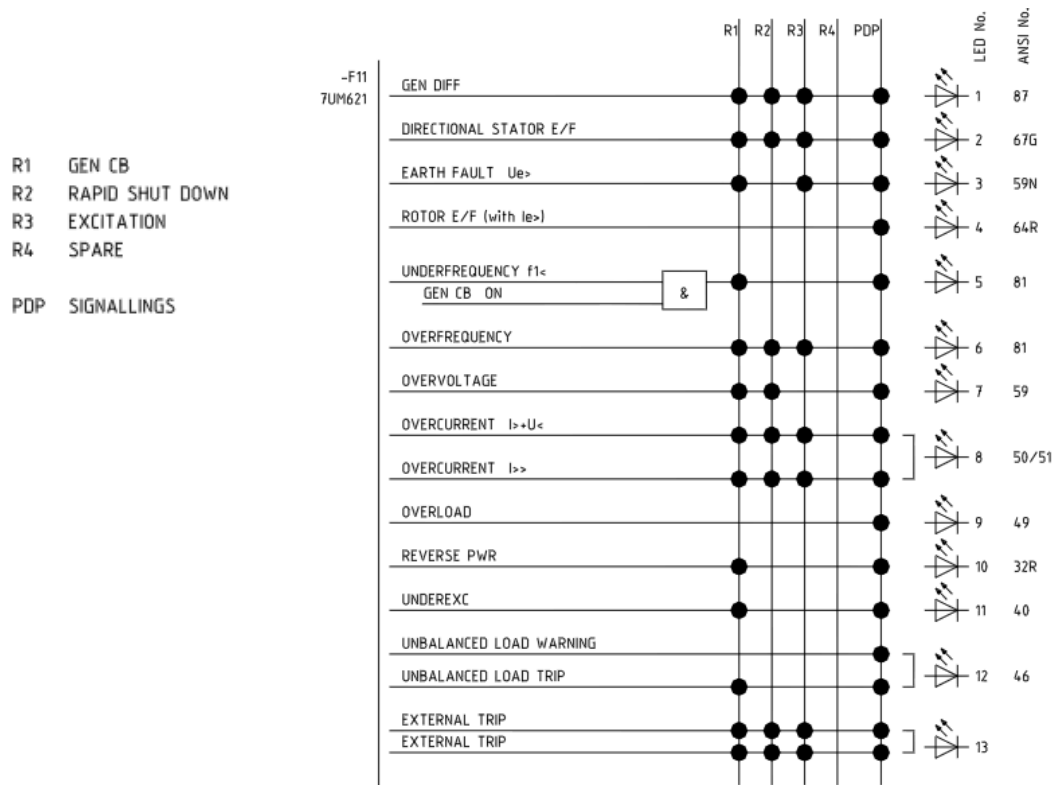 R1 R2 R3 R4 PDP LED No. ANSI No.
-F11
7UM621
GEN DIFF 1 87
DIRECTIONAL STATOR E/F 2 67G
R1 GEN CB
R2 RAPID SHUT DOWN
R3 EXCITATION
R4 SPARE
PDP SIGNALLINGS
EARTH FAULT Ue> 3 59N
ROTOR E/F (with Ie>) 4 64R
UNDERFREQUENCY f1<
GEN CB ON & 5 81
OVERFREQUENCY 6 81
OVERVOLTAGE 7 59
OVERCURRENT I>+U<
8 50/51
OVERCURRENT I>>
OVERLOAD 9 49
REVERSE PWR 10 32R
UNDEREXC 11 40
UNBALANCED LOAD WARNING
12 46
UNBALANCED LOAD TRIP
EXTERNAL TRIP
EXTERNAL TRIP 13